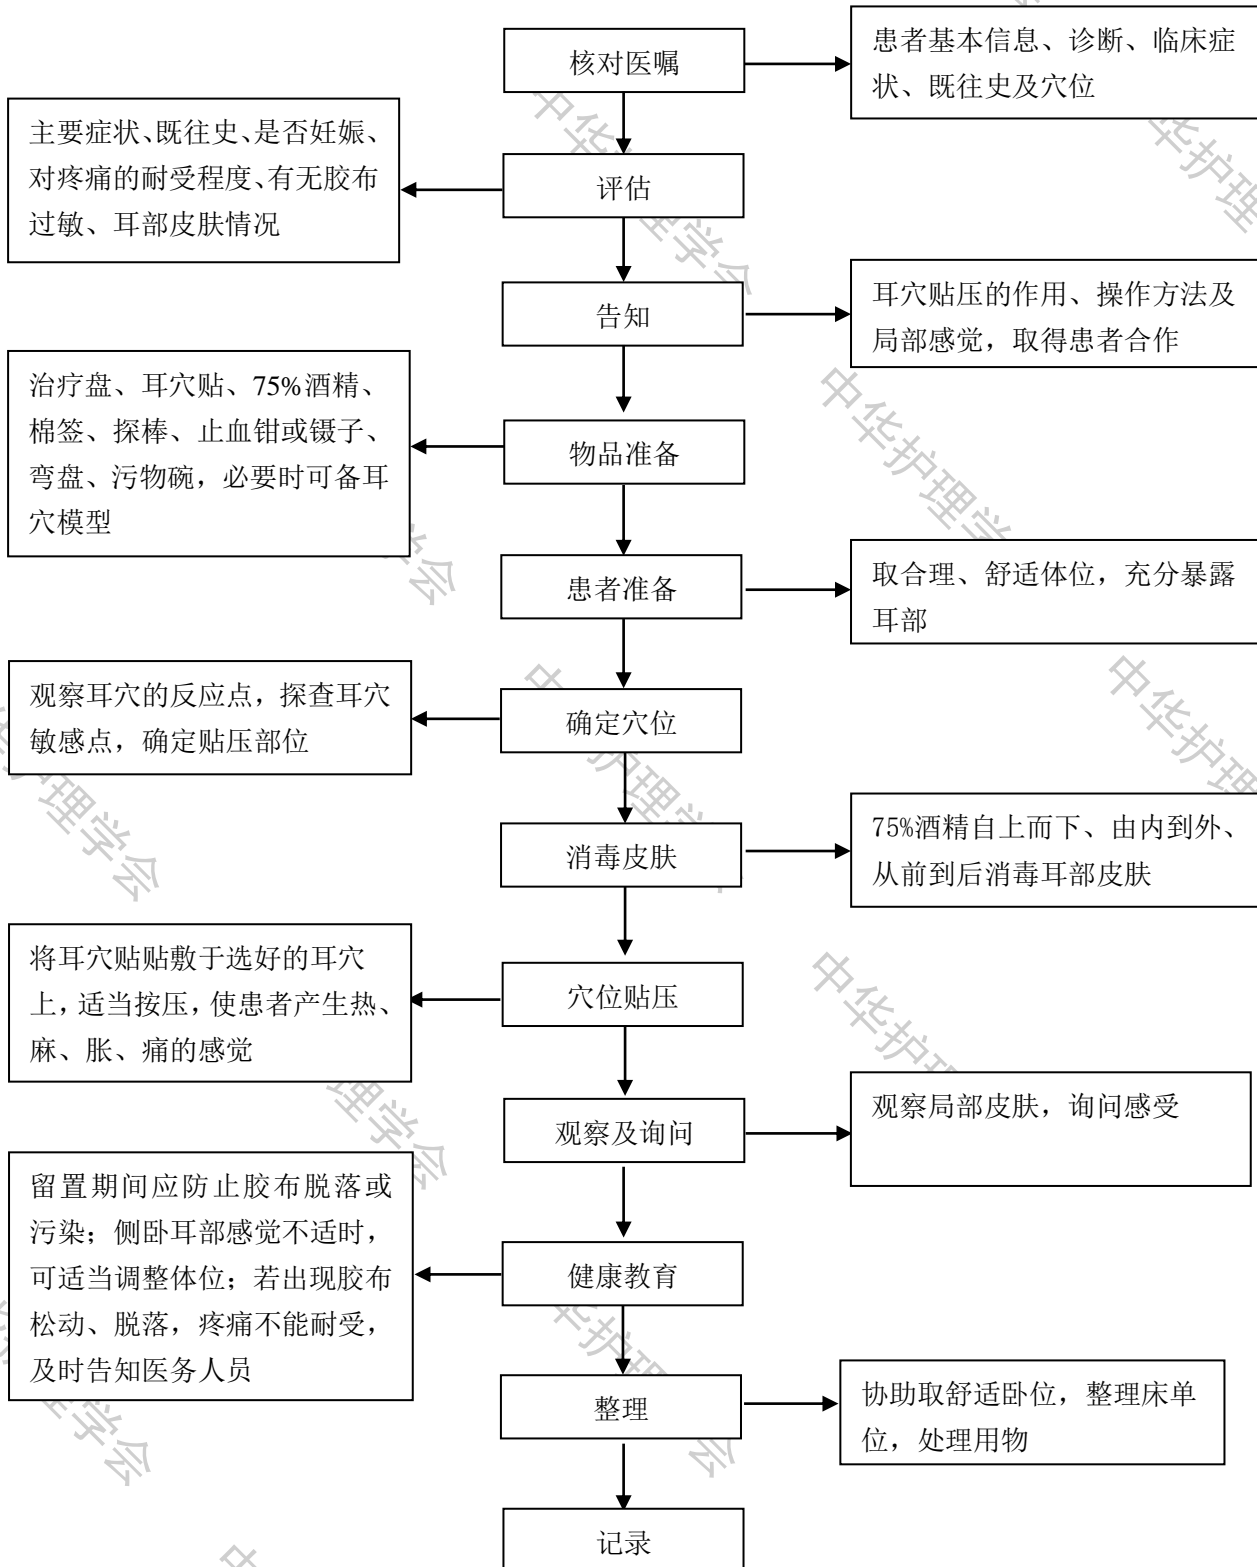 核对医嘱
患者基本信息、诊断、临床症
状、既往史及穴位
主要症状、既往史、是否妊娠、
对疼痛的耐受程度、有无胶布
过敏、耳部皮肤情况
评估
告知
耳穴贴压的作用、操作方法及
局部感觉，取得患者合作
治疗盘、耳穴贴、75%酒精、
棉签、探棒、止血钳或镊子、
弯盘、污物碗，必要时可备耳
穴模型
物品准备
患者准备
取合理、舒适体位，充分暴露
耳部
观察耳穴的反应点，探查耳穴
敏感点，确定贴压部位
确定穴位
消毒皮肤
75%酒精自上而下、由内到外、
从前到后消毒耳部皮肤
将耳穴贴贴敷于选好的耳穴
上，适当按压，使患者产生热、
麻、胀、痛的感觉
穴位贴压
观察及询问
观察局部皮肤，询问感受
留置期间应防止胶布脱落或
污染；侧卧耳部感觉不适时，
可适当调整体位；若出现胶布
松动、脱落，疼痛不能耐受，
及时告知医务人员
健康教育
整理
协助取舒适卧位，整理床单
位，处理用物
记录
中华护理学会